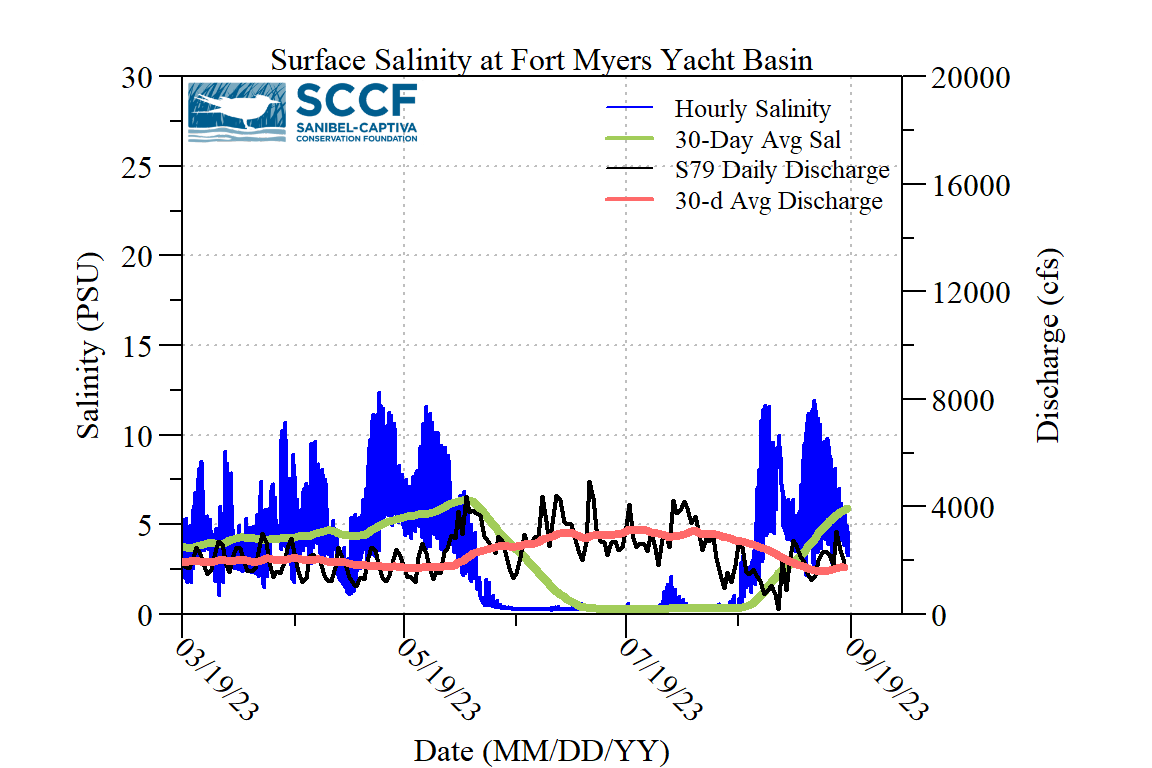 Surface Salinity at Fort Myers Yacht Basin
SCCF
SANIBEL-CAPTIVA
CONSERVATION FOUNDATION
Hourly Salinity
30-Day Avg Sal
S79 Daily Discharge
30-d Avg Discharge
Salinity (PSU)
30
25
20
15
10
5
0
Discharge (cfs)
20000
16000
12000
8000
4000
0
03/19/23
05/19/23
07/19/23
09/19/23
Date (MM/DD/YY)